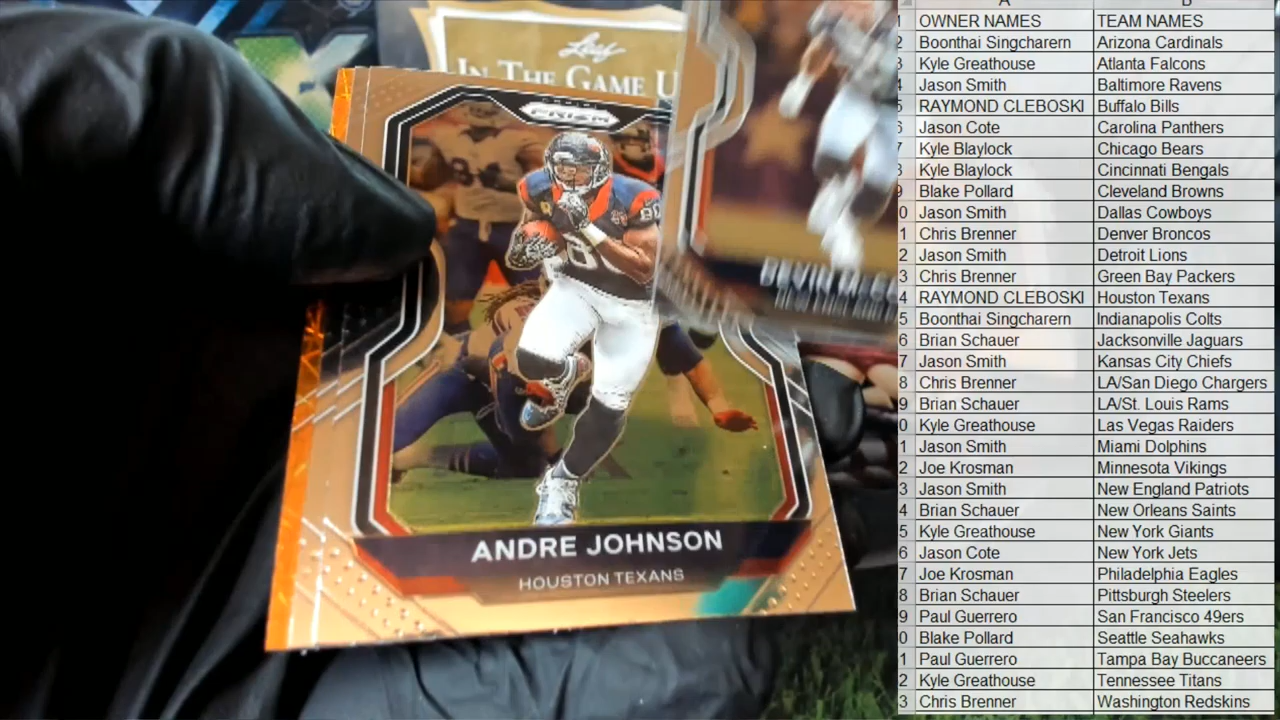 Leaf
IN THE GAME U
PRIZM
ANDRE JOHNSON
HOUSTON TEXANS
A B
1 OWNER NAMES TEAM NAMES
2 Boonthai Singcharern Arizona Cardinals
3 Kyle Greathouse Atlanta Falcons
4 Jason Smith Baltimore Ravens
5 RAYMOND CLEBOSKI Buffalo Bills
6 Jason Cote Carolina Panthers
7 Kyle Blaylock Chicago Bears
8 Kyle Blaylock Cincinnati Bengals
9 Blake Pollard Cleveland Browns
0 Jason Smith Dallas Cowboys
1 Chris Brenner Denver Broncos
2 Jason Smith Detroit Lions
3 Chris Brenner Green Bay Packers
4 RAYMOND CLEBOSKI Houston Texans
5 Boonthai Singcharern Indianapolis Colts
6 Brian Schauer Jacksonville Jaguars
7 Jason Smith Kansas City Chiefs
8 Chris Brenner LA/San Diego Chargers
9 Brian Schauer LA/St. Louis Rams
0 Kyle Greathouse Las Vegas Raiders
1 Jason Smith Miami Dolphins
2 Joe Krosman Minnesota Vikings
3 Jason Smith New England Patriots
4 Brian Schauer New Orleans Saints
5 Kyle Greathouse New York Giants
6 Jason Cote New York Jets
7 Joe Krosman Philadelphia Eagles
8 Brian Schauer Pittsburgh Steelers
9 Paul Guerrero San Francisco 49ers
0 Blake Pollard Seattle Seahawks
1 Paul Guerrero Tampa Bay Buccaneers
2 Kyle Greathouse Tennessee Titans
3 Chris Brenner Washington Redskins